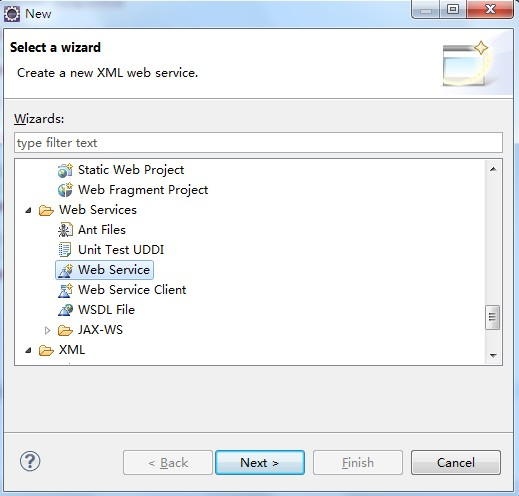 New
Select a wizard
Create a new XML web service.
Wizards:
type filter text
Static Web Project
Web Fragment Project
Web Services
Ant Files
Unit Test UDDI
Web Service
Web Service Client
WSDL File
JAX-WS
XML
?
< Back
Next >
Finish
Cancel